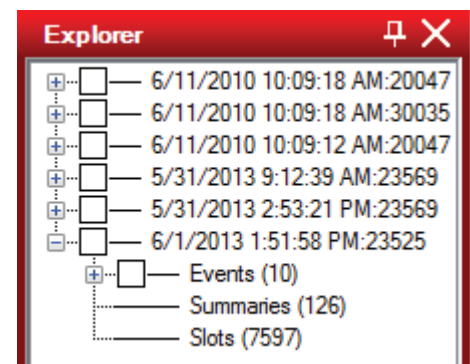 Explorer
6/11/2010 10:09:18 AM:20047
6/11/2010 10:09:18 AM:30035
6/11/2010 10:09:12 AM:20047
5/31/2013 9:12:39 AM:23569
5/31/2013 2:53:21 PM:23569
6/1/2013 1:51:58 PM:23525
Events (10)
Summaries (126)
Slots (7597)